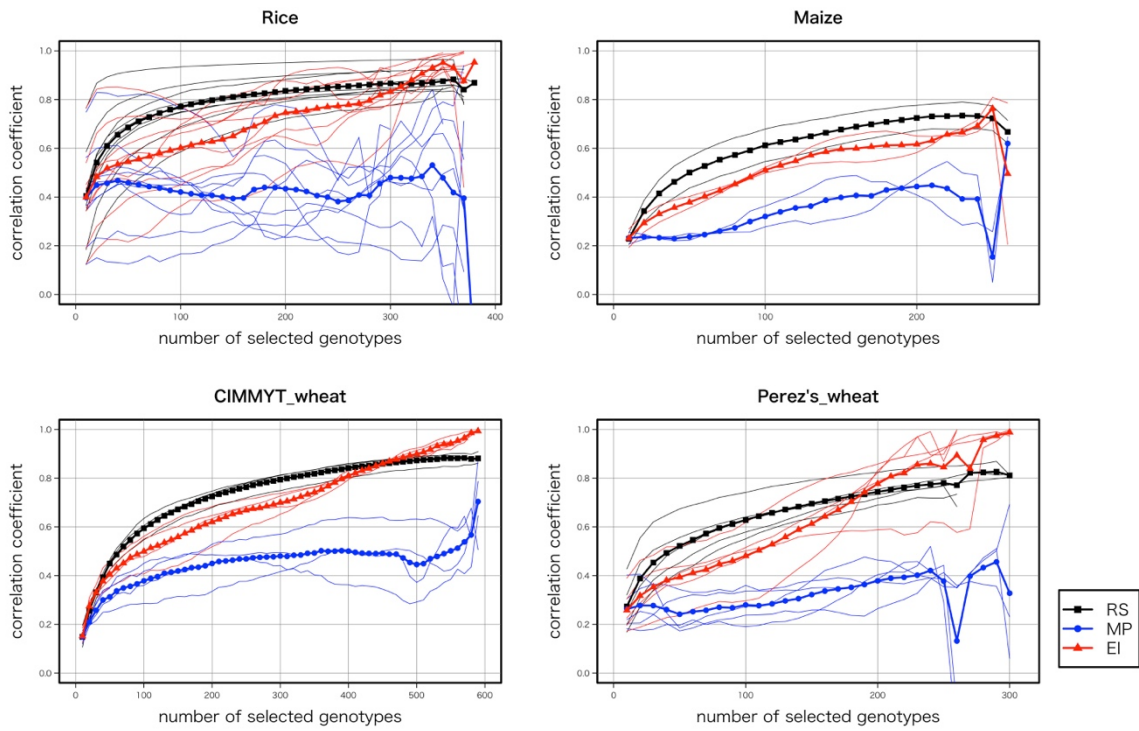 Rice
Maize
correlation coefficient
1.0
0.8
0.6
0.4
0.2
0.0
0
100
200
300
400
number of selected genotypes
correlation coefficient
1.0
0.8
0.6
0.4
0.2
0.0
0
100
200
number of selected genotypes
CIMMYT_wheat
Perez's_wheat
correlation coefficient
1.0
0.8
0.6
0.4
0.2
0.0
0
100
200
300
400
500
600
number of selected genotypes
correlation coefficient
1.0
0.8
0.6
0.4
0.2
0.0
0
100
200
300
number of selected genotypes
RS
MP
EI